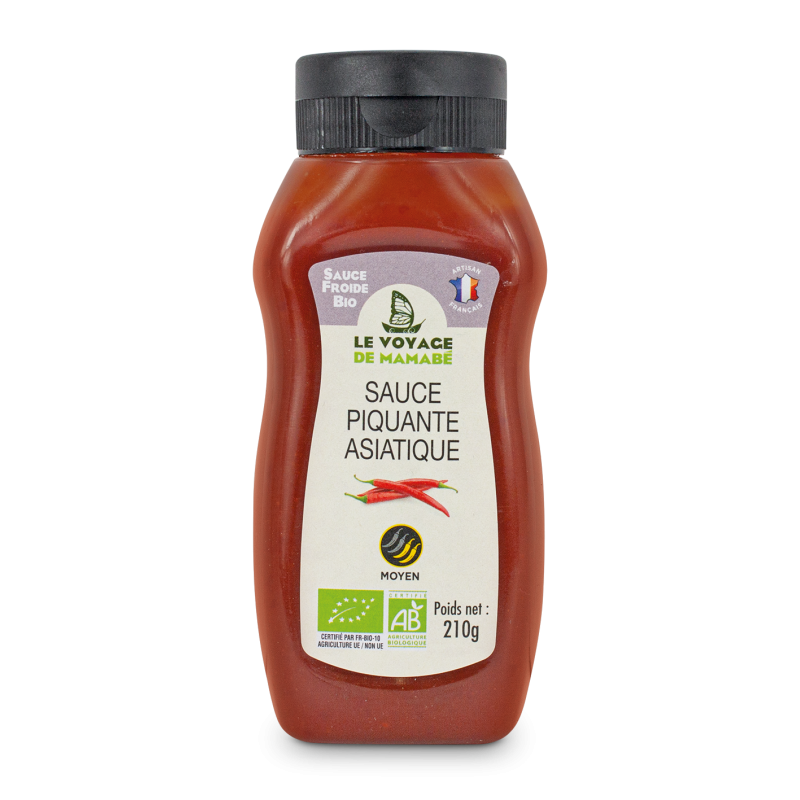 SAUCE
FROIDE
BIO
ARTISAN
FRANÇAIS
LE VOYAGE
DE MAMABÉ
SAUCE
PIQUANTE
ASIATIQUE
MOYEN
CERTIFIÉ
AB
AGRICULTURE
BIOLOGIQUE
CERTIFIÉ PAR FR-BIO-10
AGRICULTURE UE / NON UE
Poids net :
210g